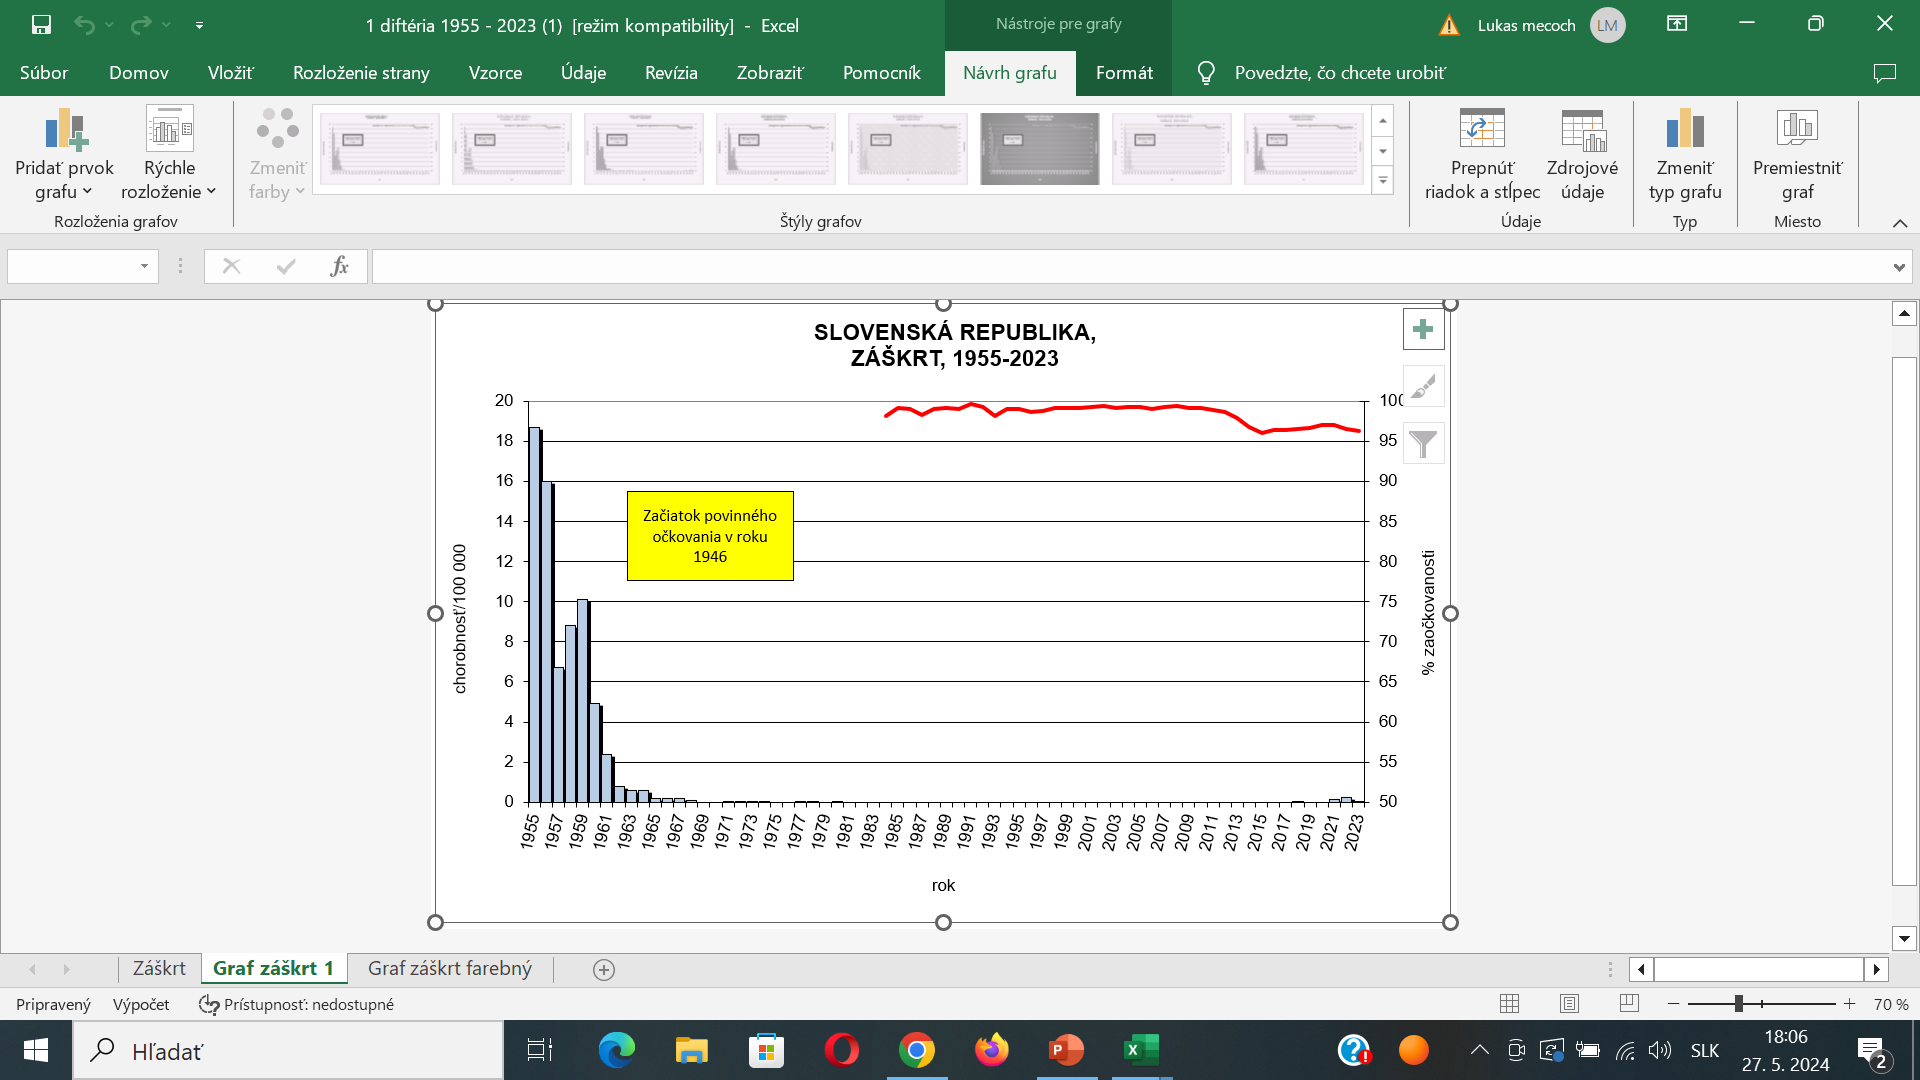 1 diftéria 1955 - 2023 (1)  [režim kompatibility]  -  Excel
Nástroje pre grafy
Lukas mecoch
LM
Súbor
Domov
Vložiť
Rozloženie strany
Vzorce
Údaje
Revízia
Zobraziť
Pomocník
Návrh grafu
Formát
Povedzte, čo chcete urobiť
Pridať prvok
grafu
Rýchle
rozloženie
Zmeniť
farby
Prepnúť
riadok a stĺpec
Zdrojové
údaje
Zmeniť
typ grafu
Premiestniť
graf
Rozloženia grafov
Štýly grafov
Údaje
Typ
Miesto
fx
SLOVENSKÁ REPUBLIKA,
ZÁŠKRT, 1955-2023
20
18
16
14
12
10
8
6
4
2
0
chorobnosť/100 000
Začiatok povinného
očkovania v roku
1946
100
95
90
85
80
75
70
65
60
55
50
% zaočkovanosti
1955
1957
1959
1961
1963
1965
1967
1969
1971
1973
1975
1977
1979
1981
1983
1985
1987
1989
1991
1993
1995
1997
1999
2001
2003
2005
2007
2009
2011
2013
2015
2017
2019
2021
2023
rok
Záškrt
Graf záškrt 1
Graf záškrt farebný
Pripravený
Výpočet
Prístupnosť: nedostupné
70 %
Hľadať
SLK
18:06
27. 5. 2024
2